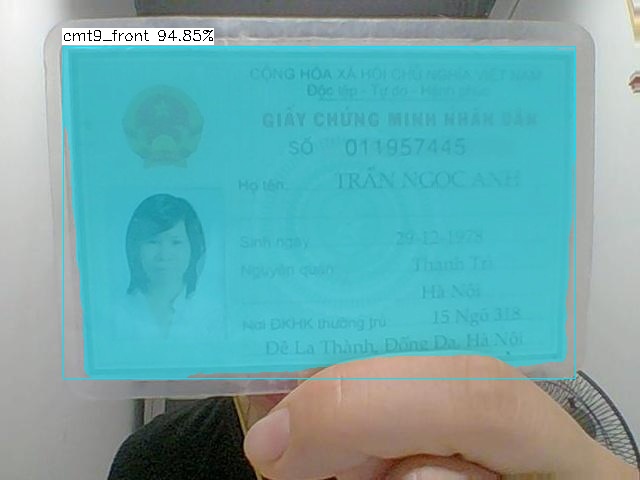 cmt9_front 94.85%
CỘNG HÒA XÃ HỘI CHỦ NGHĨA VIỆT NAM
Độc lập - Tự do - Hạnh phúc
GIẤY CHỨNG MINH NHÂN DÂN
SỐ 011957445
Họ tên: TRẦN NGỌC ANH
Sinh ngày 29-12-1978
Nguyên quán Thanh Trì
Hà Nội
Nơi ĐKHK thường trú 15 Ngõ 318
Đê La Thành, Đống Đa, Hà Nội